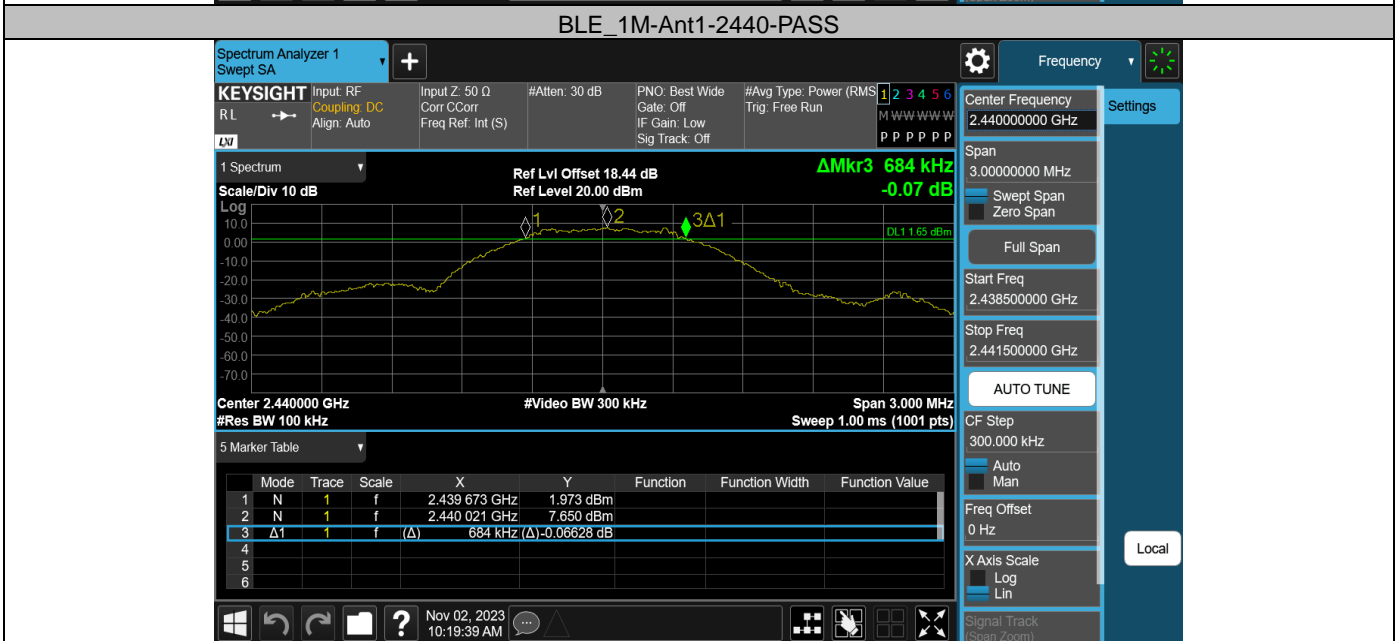 BLE_1M-Ant1-2440-PASS
Spectrum Analyzer 1
Swept SA
Frequency
KEYSIGHT
RL
LXI
Input: RF
Coupling: DC
Align: Auto
Input Z: 50 Ω
Corr CCorr
Freq Ref: Int (S)
#Atten: 30 dB
PNO: Best Wide
Gate: Off
IF Gain: Low
Sig Track: Off
#Avg Type: Power (RMS
Trig: Free Run
1 2 3 4 5 6
M W W W W W
P P P P P P
1 Spectrum
Scale/Div 10 dB
Ref Lvl Offset 18.44 dB
Ref Level 20.00 dBm
ΔMkr3 684 kHz
-0.07 dB
Log
10.0
0.00
-10.0
-20.0
-30.0
-40.0
-50.0
-60.0
-70.0
1
2
3Δ1
DL1 1.65 dBm
Center 2.440000 GHz
#Res BW 100 kHz
#Video BW 300 kHz
Span 3.000 MHz
Sweep 1.00 ms (1001 pts)
5 Marker Table
Mode Trace Scale X Y Function Function Width Function Value
1 N 1 f 2.439 673 GHz 1.973 dBm
2 N 1 f 2.440 021 GHz 7.650 dBm
3 Δ1 1 f (Δ) 684 kHz (Δ)-0.06628 dB
4
5
6
Nov 02, 2023
10:19:39 AM
Center Frequency
2.440000000 GHz
Settings
Span
3.00000000 MHz
Swept Span
Zero Span
Full Span
Start Freq
2.438500000 GHz
Stop Freq
2.441500000 GHz
AUTO TUNE
CF Step
300.000 kHz
Auto
Man
Freq Offset
0 Hz
Local
X Axis Scale
Log
Lin
Signal Track
(Span Zoom)